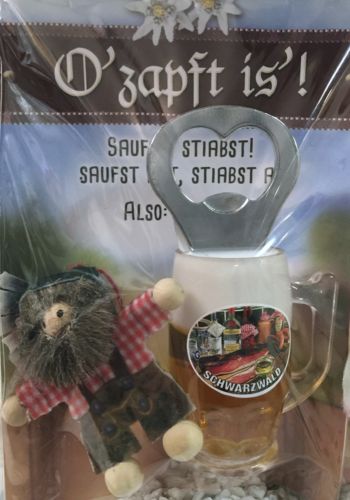 O'zapft is'!
SAUF STIABST!
SAUFST , STIABST A
ALSO:
SCHWARZWALD